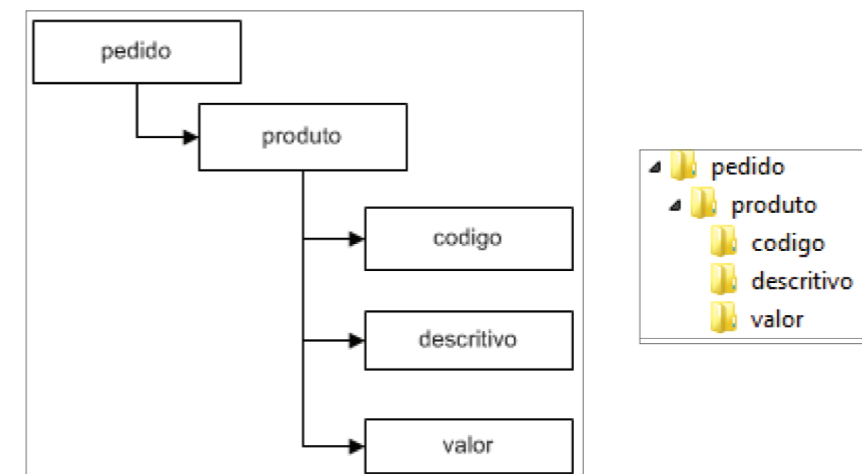 pedido
produto
codigo
descritivo
valor
pedido
produto
codigo
descritivo
valor